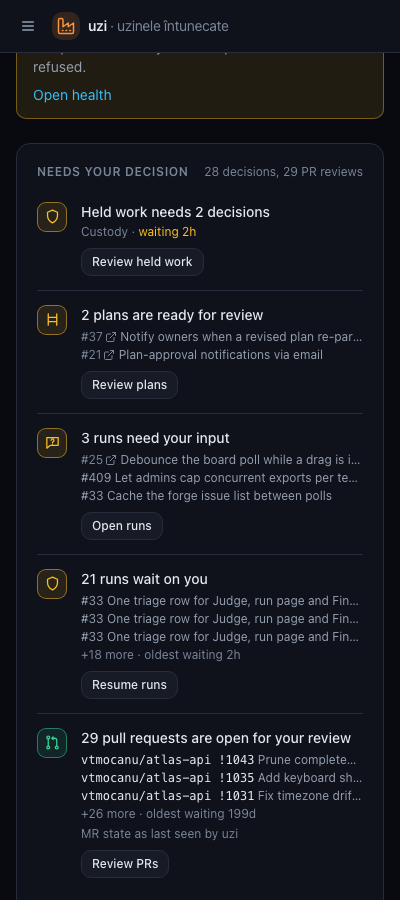 uzi · uzinele întunecate
refused.
Open health
NEEDS YOUR DECISION 28 decisions, 29 PR reviews
Held work needs 2 decisions
Custody · waiting 2h
Review held work
2 plans are ready for review
#37 Notify owners when a revised plan re-par...
#21 Plan-approval notifications via email
Review plans
3 runs need your input
#25 Debounce the board poll while a drag is i...
#409 Let admins cap concurrent exports per te...
#33 Cache the forge issue list between polls
Open runs
21 runs wait on you
#33 One triage row for Judge, run page and Fin...
#33 One triage row for Judge, run page and Fin...
#33 One triage row for Judge, run page and Fin...
+18 more · oldest waiting 2h
Resume runs
29 pull requests are open for your review
vtmocanu/atlas-api !1043 Prune complete...
vtmocanu/atlas-api !1035 Add keyboard sh...
vtmocanu/atlas-api !1031 Fix timezone drif...
+26 more · oldest waiting 199d
MR state as last seen by uzi
Review PRs